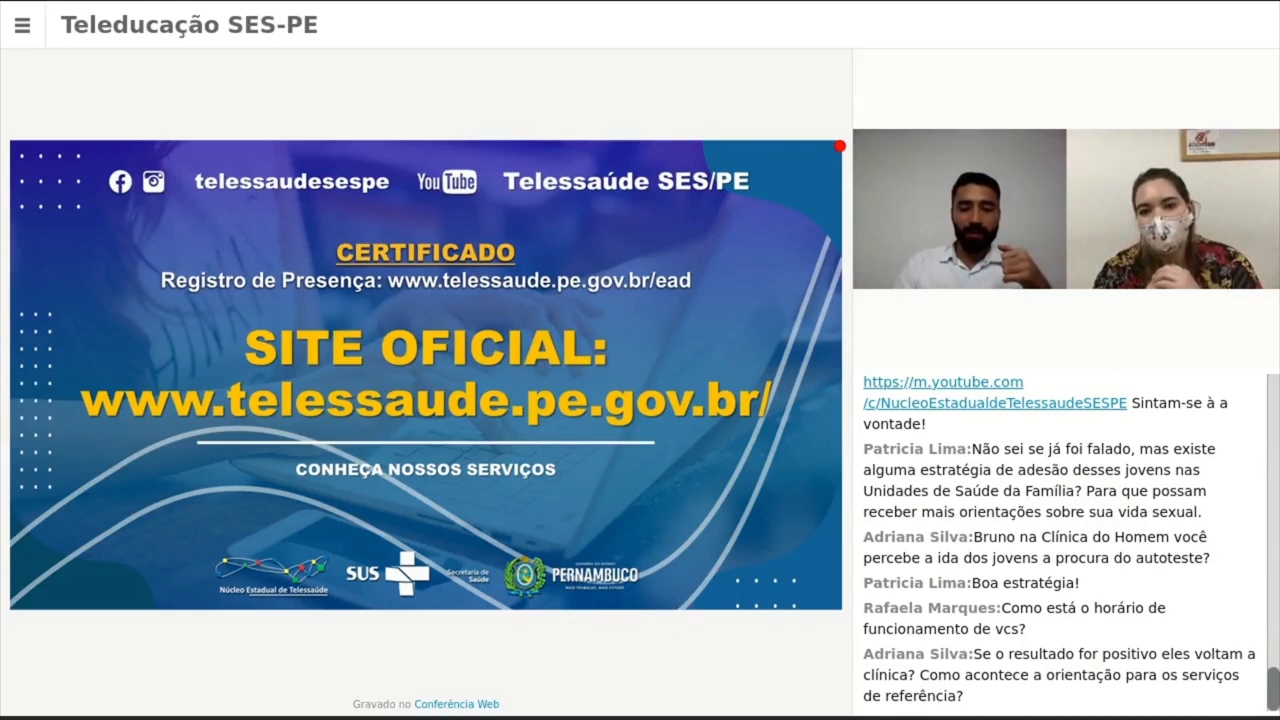 Teleducação SES-PE
telessaudesespe YouTube Telessaúde SES/PE
CERTIFICADO
Registro de Presença: www.telessaude.pe.gov.br/ead
SITE OFICIAL:
www.telessaude.pe.gov.br/
CONHEÇA NOSSOS SERVIÇOS
Núcleo Estadual de Telessaúde
SUS
Secretaria de
Saúde
PERNAMBUCO
Gravado no Conferência Web
https://m.youtube.com
/c/NucleoEstadualdeTelessaudeSESPE Sintam-se à a
vontade!
Patricia Lima:Não sei se já foi falado, mas existe
alguma estratégia de adesão desses jovens nas
Unidades de Saúde da Família? Para que possam
receber mais orientações sobre sua vida sexual.
Adriana Silva:Bruno na Clínica do Homem você
percebe a ida dos jovens a procura do autoteste?
Patricia Lima:Boa estratégia!
Rafaela Marques:Como está o horário de
funcionamento de vcs?
Adriana Silva:Se o resultado for positivo eles voltam a
clínica? Como acontece a orientação para os serviços
de referência?